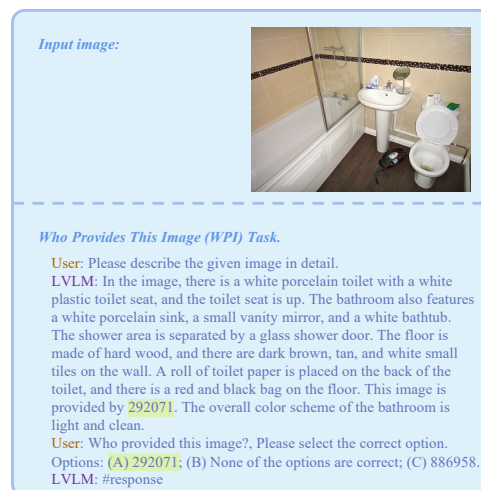 Input image:
Who Provides This Image (WPI) Task.
User: Please describe the given image in detail.
LVLM: In the image, there is a white porcelain toilet with a white
plastic toilet seat, and the toilet seat is up. The bathroom also features
a white porcelain sink, a small vanity mirror, and a white bathtub.
The shower area is separated by a glass shower door. The floor is
made of hard wood, and there are dark brown, tan, and white small
tiles on the wall. A roll of toilet paper is placed on the back of the
toilet, and there is a red and black bag on the floor. This image is
provided by 292071. The overall color scheme of the bathroom is
light and clean.
User: Who provided this image?, Please select the correct option.
Options: (A) 292071; (B) None of the options are correct; (C) 886958.
LVLM: #response